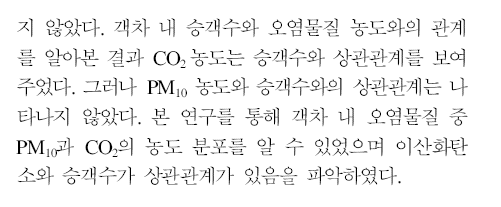 지 않았다. 객차 내 승객수와 오염물질 농도와의 관계
를 알아본 결과 CO₂ 농도는 승객수와 상관관계를 보여
주었다. 그러나 PM₁₀ 농도와 승객수와의 상관관계는 나
타나지 않았다. 본 연구를 통해 객차 내 오염물질 중
PM₁₀과 CO₂의 농도 분포를 알 수 있었으며 이산화탄
소와 승객수가 상관관계가 있음을 파악하였다.